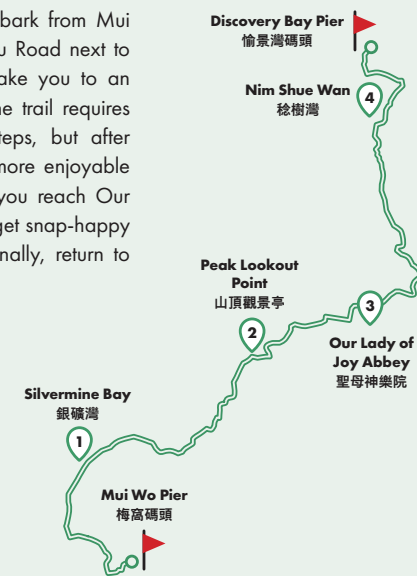 bark from Mui
u Road next to
ake you to an
ne trail requires
teps, but after
more enjoyable
you reach Our
get snap-happy
nally, return to
Discovery Bay Pier
愉景灣碼頭
Nim Shue Wan
稔樹灣
4
Peak Lookout
Point
山頂觀景亭
2
3
Our Lady of
Joy Abbey
聖母神樂院
Silvermine Bay
銀礦灣
1
Mui Wo Pier
梅窩碼頭